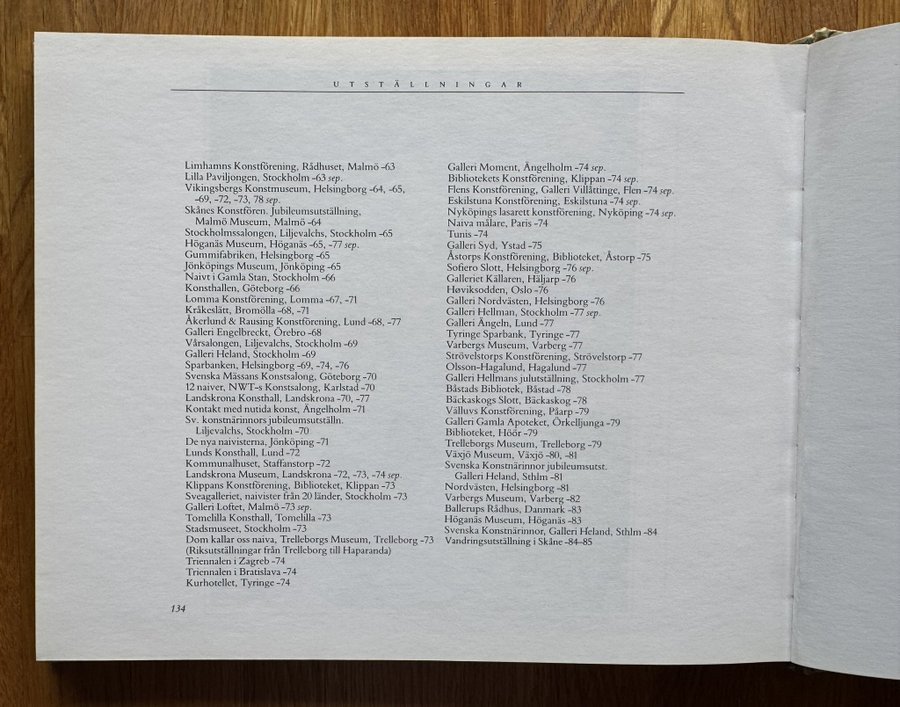 UTSTÄLLNINGAR
Limhamns Konstförening, Rådhuset, Malmö -63
Lilla Paviljongen, Stockholm -63 sep.
Vikingsbergs Konstmuseum, Helsingborg -64, -65,
-69, -72, -73, 78 sep.
Skånes Konstfören. Jubileumsutställning,
Malmö Museum, Malmö -64
Stockholmssalongen, Liljevalchs, Stockholm -65
Höganäs Museum, Höganäs -65, -77 sep.
Gummifabriken, Helsingborg -65
Jönköpings Museum, Jönköping -65
Naivt i Gamla Stan, Stockholm -66
Konsthallen, Göteborg -66
Lomma Konstförening, Lomma -67, -71
Kråkeslätt, Bromölla -68, -71
Åkerlund & Rausing Konstförening, Lund -68, -77
Galleri Engelbreckt, Örebro -68
Vårsalongen, Liljevalchs, Stockholm -69
Galleri Heland, Stockholm -69
Sparbanken, Helsingborg -69, -74, -76
Svenska Mässans Konstsalong, Göteborg -70
12 naiver, NWT-s Konstsalong, Karlstad -70
Landskrona Konsthall, Landskrona -70, -77
Kontakt med nutida konst, Ängelholm -71
Sv. konstnärinnors jubileumsutställn.
Liljevalchs, Stockholm -70
De nya naivisterna, Jönköping -71
Lunds Konsthall, Lund -72
Kommunalhuset, Staffanstorp -72
Landskrona Museum, Landskrona -72, -73, -74 sep.
Klippans Konstförening, Biblioteket, Klippan -73
Sveagalleriet, naivister från 20 länder, Stockholm -73
Galleri Loftet, Malmö -73 sep.
Tomelilla Konsthall, Tomelilla -73
Stadsmuseet, Stockholm -73
Dom kallar oss naiva, Trelleborgs Museum, Trelleborg -73
(Riksutställningar från Trelleborg till Haparanda)
Triennalen i Zagreb -74
Triennalen i Bratislava -74
Kurhotellet, Tyringe -74
Galleri Moment, Ängelholm -74 sep.
Bibliotekets Konstförening, Klippan -74 sep.
Flens Konstförening, Galleri Villåttinge, Flen -74 sep.
Eskilstuna Konstförening, Eskilstuna -74 sep.
Nyköpings lasarett konstförening, Nyköping -74 sep.
Naiva målare, Paris -74
Tunis -74
Galleri Syd, Ystad -75
Åstorps Konstförening, Biblioteket, Åstorp -75
Sofiero Slott, Helsingborg -76 sep.
Galleriet Källaren, Häljarp -76
Høviksodden, Oslo -76
Galleri Nordvästen, Helsingborg -76
Galleri Hellman, Stockholm -77 sep.
Galleri Ängeln, Lund -77
Tyringe Sparbank, Tyringe -77
Varbergs Museum, Varberg -77
Strövelstorps Konstförening, Strövelstorp -77
Olsson-Hagalund, Hagalund -77
Galleri Hellmans julutställning, Stockholm -77
Båstads Bibliotek, Båstad -78
Bäckaskogs Slott, Bäckaskog -78
Välluvs Konstförening, Påarp -79
Galleri Gamla Apoteket, Örkelljunga -79
Biblioteket, Höör -79
Trelleborgs Museum, Trelleborg -79
Växjö Museum, Växjö -80, -81
Svenska Konstnärinnor jubileumsutst.
Galleri Heland, Sthlm -81
Nordvästen, Helsingborg -81
Varbergs Museum, Varberg -82
Ballerups Rådhus, Danmark -83
Höganäs Museum, Höganäs -83
Svenska Konstnärinnor, Galleri Heland, Sthlm -84
Vandringsutställning i Skåne -84–85
134